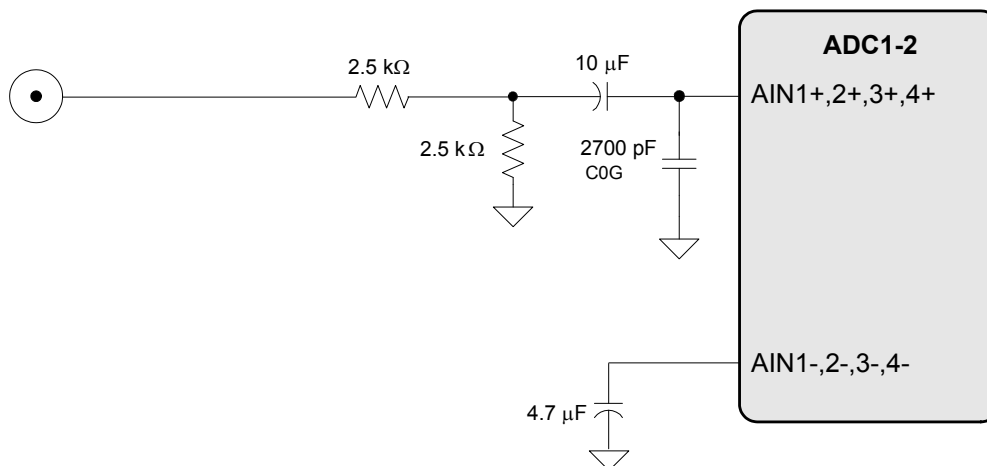 ADC1-2
2.5 kΩ
10 μF
AIN1+,2+,3+,4+
2.5 kΩ
2700 pF
C0G
AIN1-,2-,3-,4-
4.7 μF